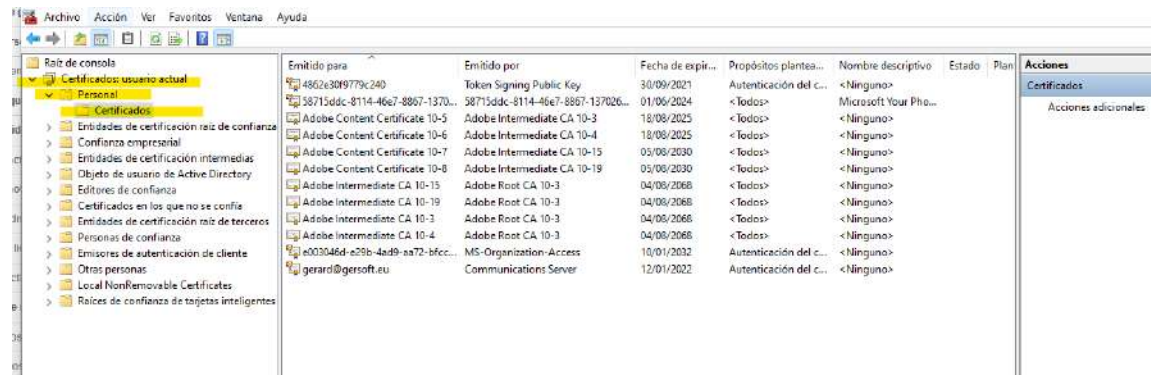 Archivo Acción Ver Favoritos Ventana Ayuda
Raíz de consola
Certificados: usuario actual
Personal
Certificados
Entidades de certificación raíz de confianza
Confianza empresarial
Entidades de certificación intermedias
Objeto de usuario de Active Directory
Editores de confianza
Certificados en los que no se confía
Entidades de certificación raíz de terceros
Personas de confianza
Emisores de autenticación de cliente
Otras personas
Local NonRemovable Certificates
Raíces de confianza de tarjetas inteligentes
Emitido para Emitido por Fecha de expir... Propósitos plantea... Nombre descriptivo Estado Plan
4862e30f9779c240 Token Signing Public Key 30/09/2021 Autenticación del c... <Ninguno>
58715ddc-8114-46e7-8867-1370... 58715ddc-8114-46e7-8867-137026... 01/06/2024 <Todos> Microsoft Your Pho...
Adobe Content Certificate 10-5 Adobe Intermediate CA 10-3 18/08/2025 <Todos> <Ninguno>
Adobe Content Certificate 10-6 Adobe Intermediate CA 10-4 18/08/2025 <Todos> <Ninguno>
Adobe Content Certificate 10-7 Adobe Intermediate CA 10-15 05/08/2030 <Todos> <Ninguno>
Adobe Content Certificate 10-8 Adobe Intermediate CA 10-19 05/08/2030 <Todos> <Ninguno>
Adobe Intermediate CA 10-15 Adobe Root CA 10-3 04/08/2068 <Todos> <Ninguno>
Adobe Intermediate CA 10-19 Adobe Root CA 10-3 04/08/2068 <Todos> <Ninguno>
Adobe Intermediate CA 10-3 Adobe Root CA 10-3 04/08/2068 <Todos> <Ninguno>
Adobe Intermediate CA 10-4 Adobe Root CA 10-3 04/08/2068 <Todos> <Ninguno>
e003046d-e29b-4ad9-aa72-bfcc... MS-Organization-Access 10/01/2032 Autenticación del c... <Ninguno>
gerard@gersoft.eu Communications Server 12/01/2022 Autenticación del c... <Ninguno>
Acciones
Certificados
Acciones adicionales